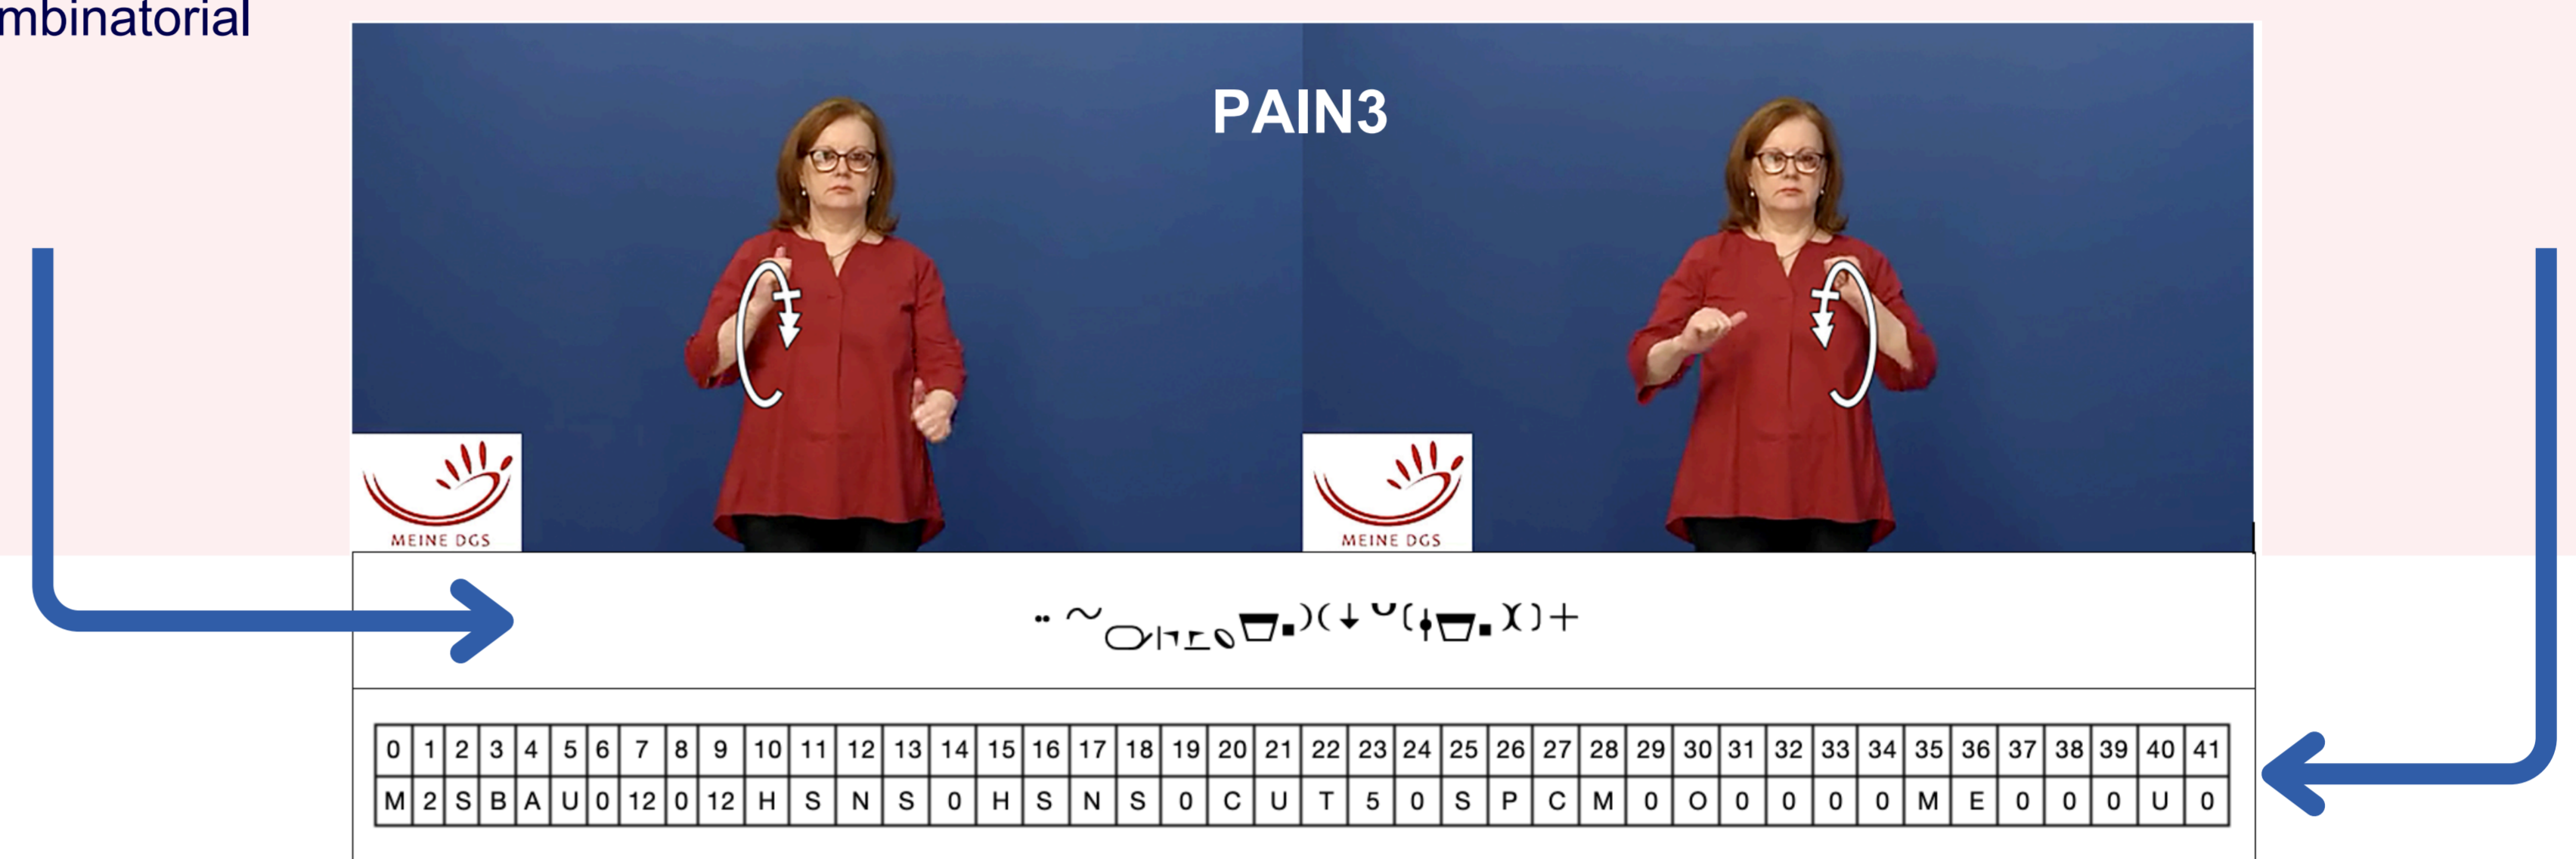 mbinatorial
PAIN3
MEINE DGS
MEINE DGS
0 1 2 3 4 5 6 7 8 9 10 11 12 13 14 15 16 17 18 19 20 21 22 23 24 25 26 27 28 29 30 31 32 33 34 35 36 37 38 39 40 41
M 2 S B A U 0 12 0 12 H S N S 0 H S N S 0 C U T 5 0 S P C M 0 O 0 0 0 0 M E 0 0 0 U 0